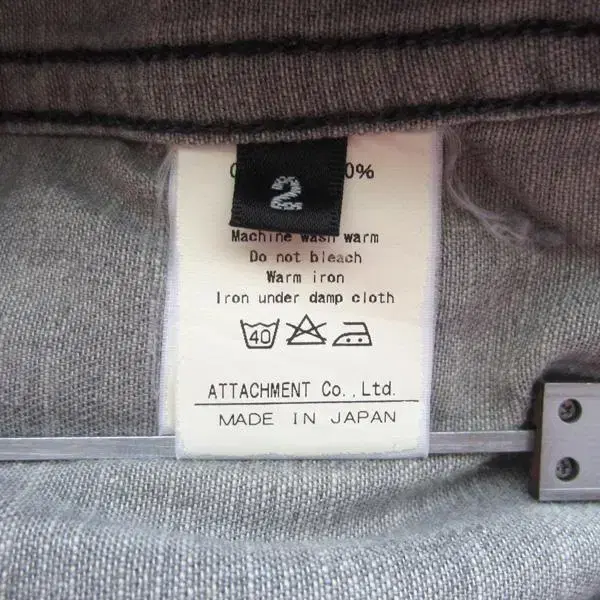 2
0%
Machine wash warm
Do not bleach
Warm iron
Iron under damp cloth
40
ATTACHMENT Co.,Ltd.
MADE IN JAPAN